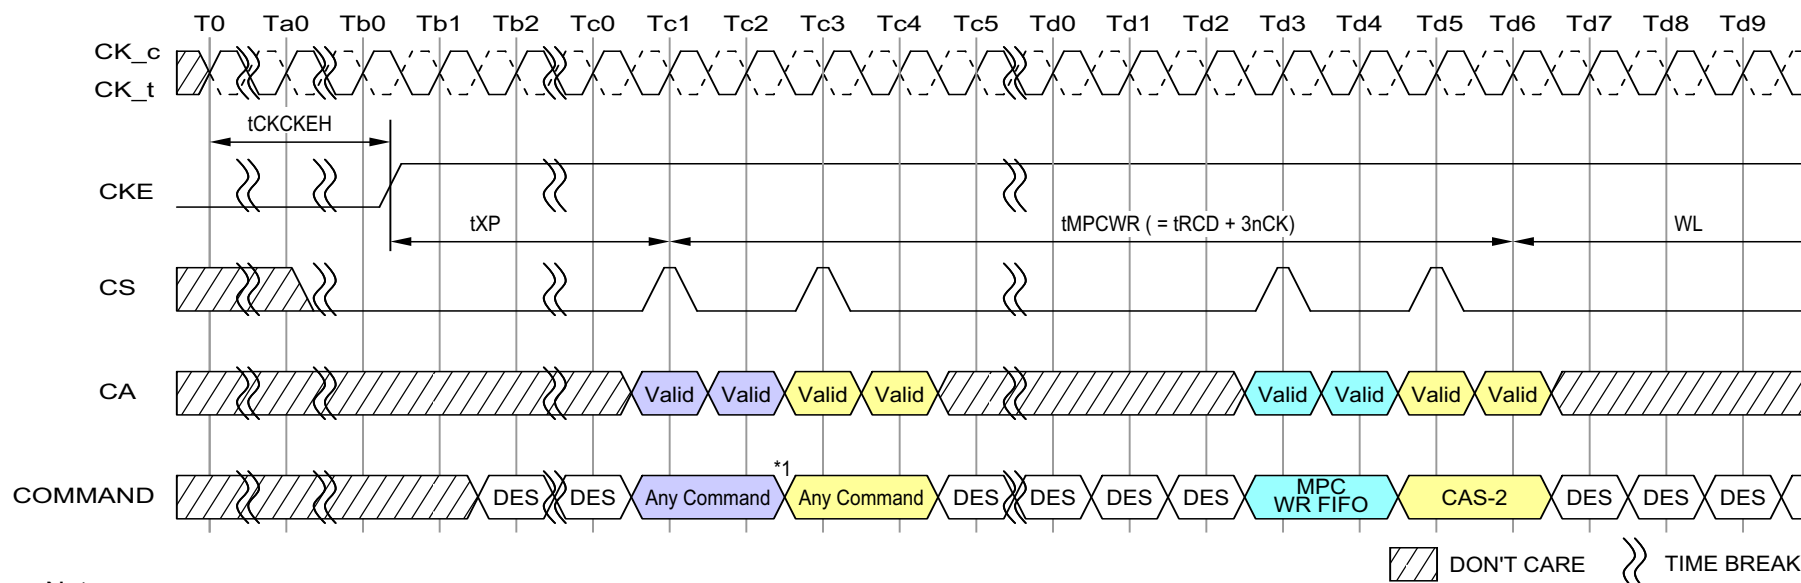 T0 Ta0 Tb0 Tb1 Tb2 Tc0 Tc1 Tc2 Tc3 Tc4 Tc5 Td0 Td1 Td2 Td3 Td4 Td5 Td6 Td7 Td8 Td9
CK_c
CK_t
tCKCKEH
CKE
tXP tMPCWR ( = tRCD + 3nCK) WL
CS
CA Valid Valid Valid Valid Valid Valid Valid Valid
*1
COMMAND DES DES Any Command Any Command DES DES DES DES MPC WR FIFO CAS-2 DES DES DES
DON'T CARE TIME BREAK